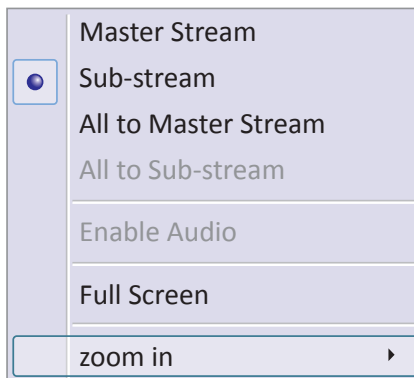 Master Stream
Sub-stream
All to Master Stream
All to Sub-stream
Enable Audio
Full Screen
zoom in